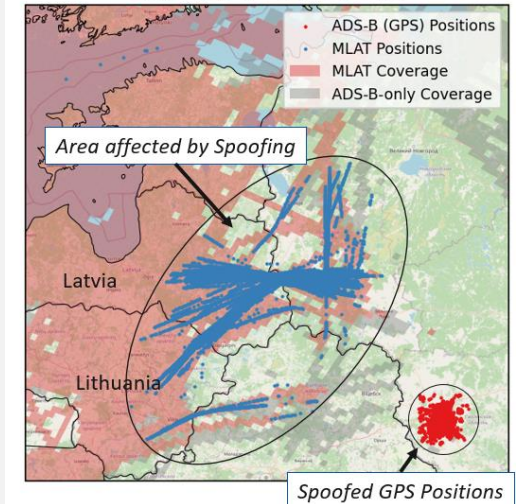 ADS-B (GPS) Positions
MLAT Positions
MLAT Coverage
ADS-B-only Coverage
Area affected by Spoofing
Latvia
Lithuania
Spoofed GPS Positions